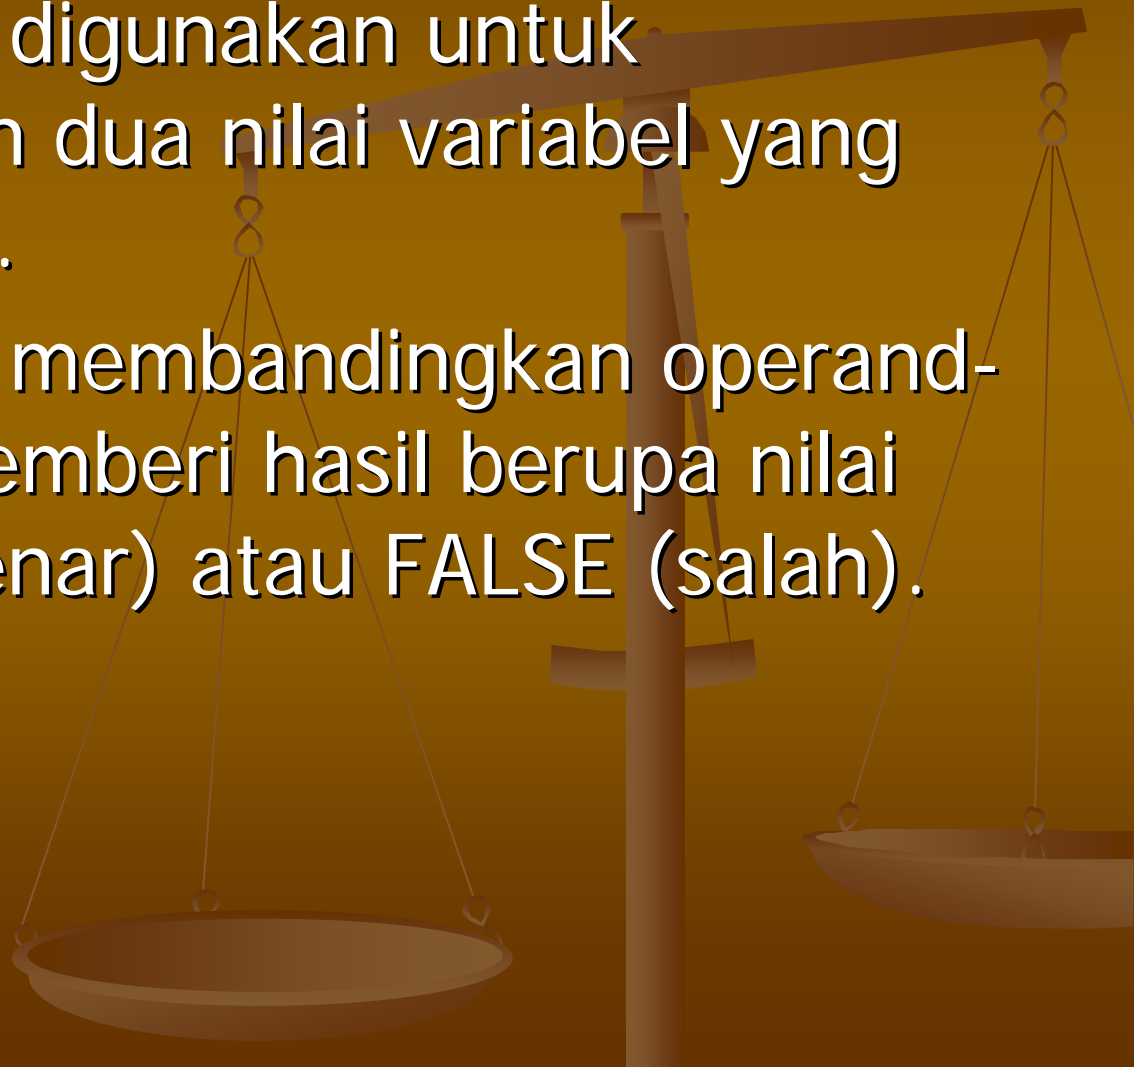 digunakan untuk
dua nilai variabel yang
.
membandingkan operand-
emberi hasil berupa nilai
enar) atau FALSE (salah).